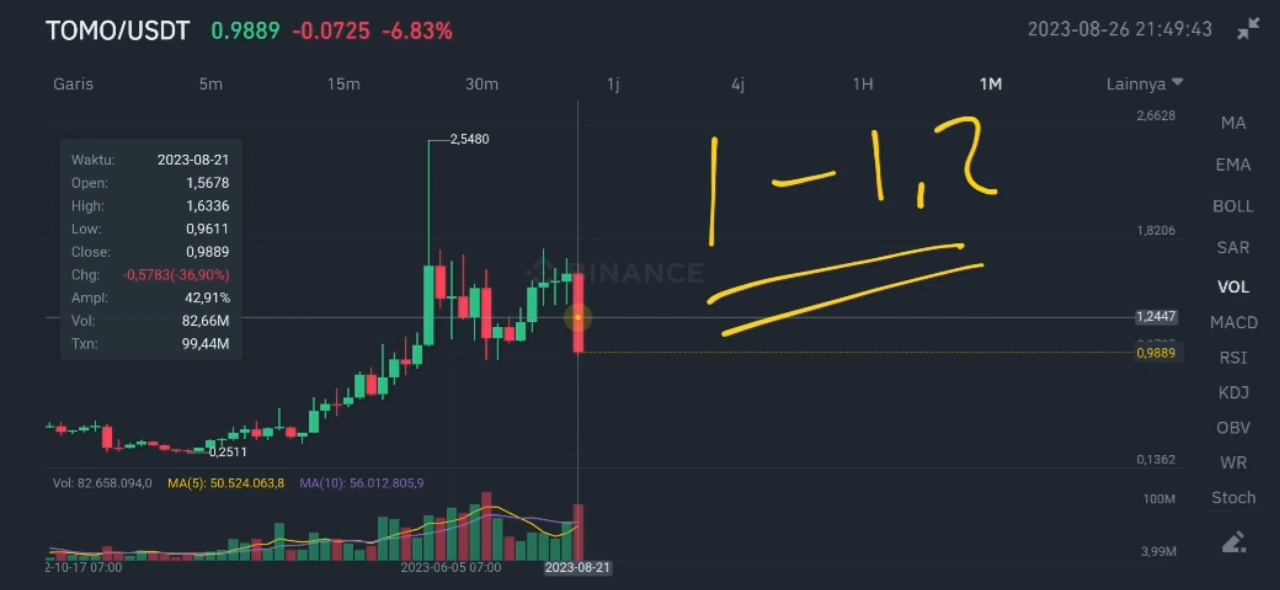 TOMO/USDT 0.9889 -0.0725 -6.83% 2023-08-26 21:49:43
Garis 5m 15m 30m 1j 4j 1H 1M Lainnya
2,6628
MA
2,5480
1 - 1,2
Waktu: 2023-08-21
EMA
Open: 1,5678
High: 1,6336
BOLL
Low: 0,9611
1,8206
Close: 0,9889
SAR
Chg: -0,5783(-36,90%)
BINANCE
Ampl: 42,91%
VOL
Vol: 82,66M
1,2447
MACD
Txn: 99,44M
0,9889
RSI
KDJ
OBV
0,2511
0,1362
WR
Vol: 82.658.094,0 MA(5): 50.524.063,8 MA(10): 56.012.805,9
100M
Stoch
3,99M
2-10-17 07:00 2023-06-05 07:00 2023-08-21